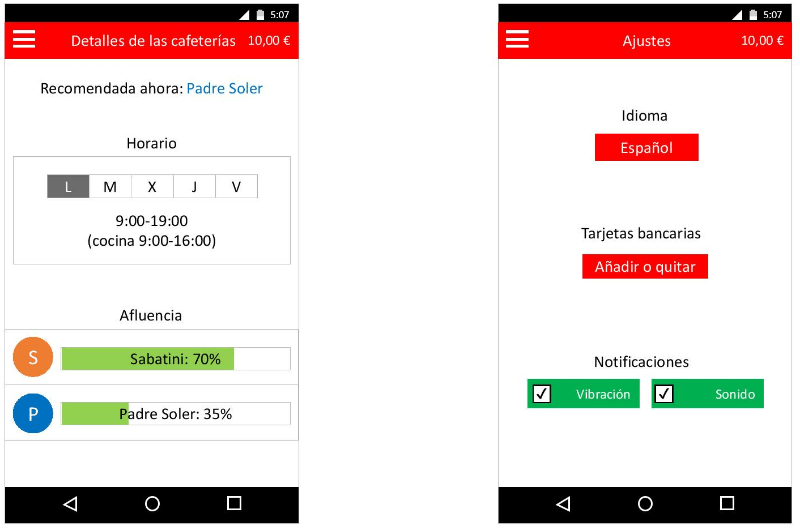 5:07
Detalles de las cafeterías 10,00 €
Recomendada ahora: Padre Soler
Horario
L M X J V
9:00-19:00
(cocina 9:00-16:00)
Afluencia
S Sabatini: 70%
P Padre Soler: 35%
5:07
Ajustes 10,00 €
Idioma
Español
Tarjetas bancarias
Añadir o quitar
Notificaciones
Vibración Sonido